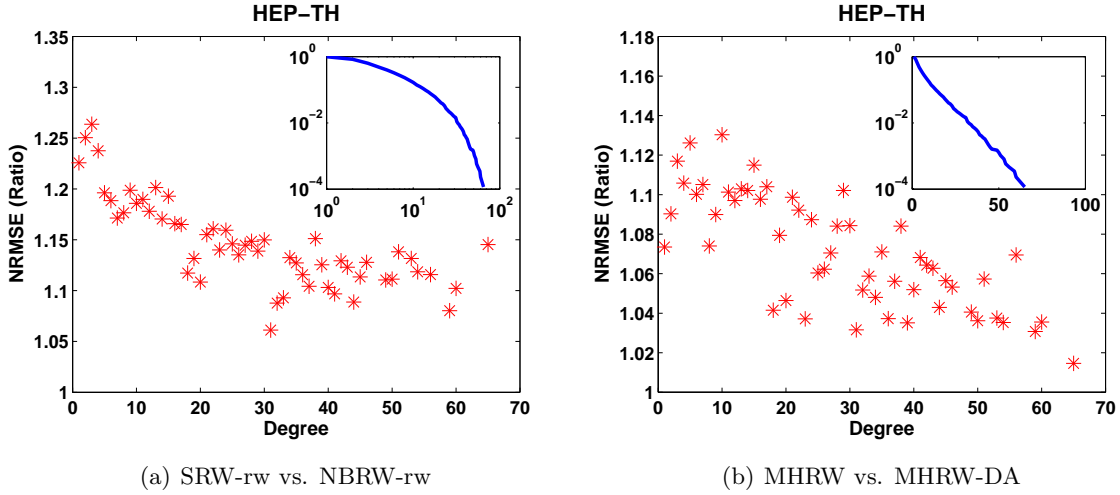 HEP-TH
1.35
1.3
1.25
1.2
1.15
1.1
1.05
1
NRMSE (Ratio)
0 10 20 30 40 50 60 70
Degree
10^0
10^-2
10^-4
10^0 10^1 10^2
(a) SRW-rw vs. NBRW-rw
HEP-TH
1.18
1.16
1.14
1.12
1.1
1.08
1.06
1.04
1.02
1
NRMSE (Ratio)
0 10 20 30 40 50 60 70
Degree
10^0
10^-2
10^-4
0 50 100
(b) MHRW vs. MHRW-DA